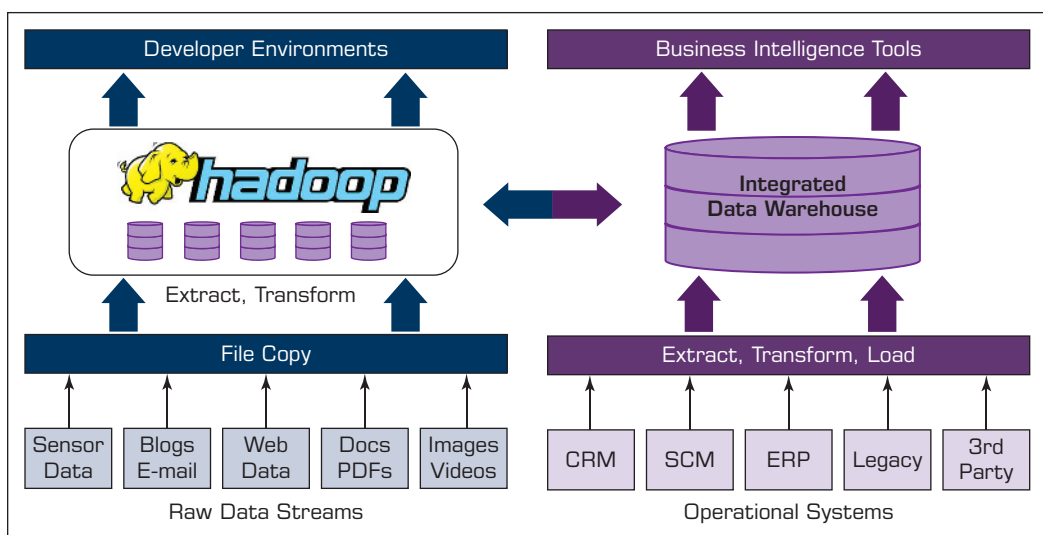 Developer Environments
Business Intelligence Tools
hadoop
Integrated
Data Warehouse
Extract, Transform
File Copy
Extract, Transform, Load
Sensor
Data
Blogs
E-mail
Web
Data
Docs
PDFs
Images
Videos
CRM
SCM
ERP
Legacy
3rd
Party
Raw Data Streams
Operational Systems